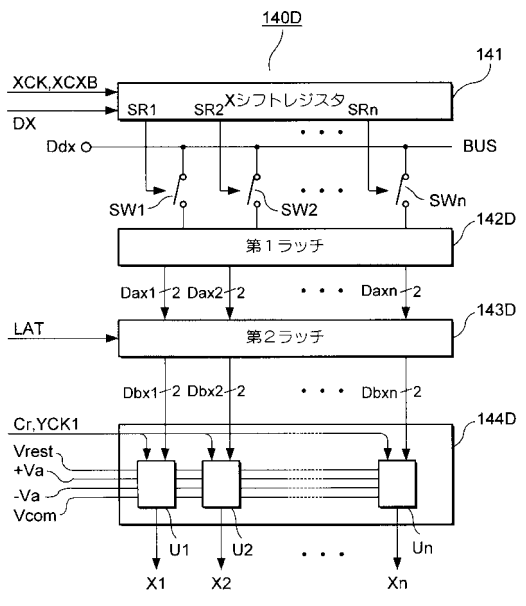 140D
141
XCK,XCXB
Xシフトレジスタ
DX
SR1 SR2 SRn
Ddx BUS
SW1 SW2 SWn
142D
第1ラッチ
Dax1 2 Dax2 2 Daxn 2
143D
LAT
第2ラッチ
Dbx1 2 Dbx2 2 Dbxn 2
144D
Cr,YCK1
Vrest
+Va
-Va
Vcom
U1 U2 Un
X1 X2 Xn